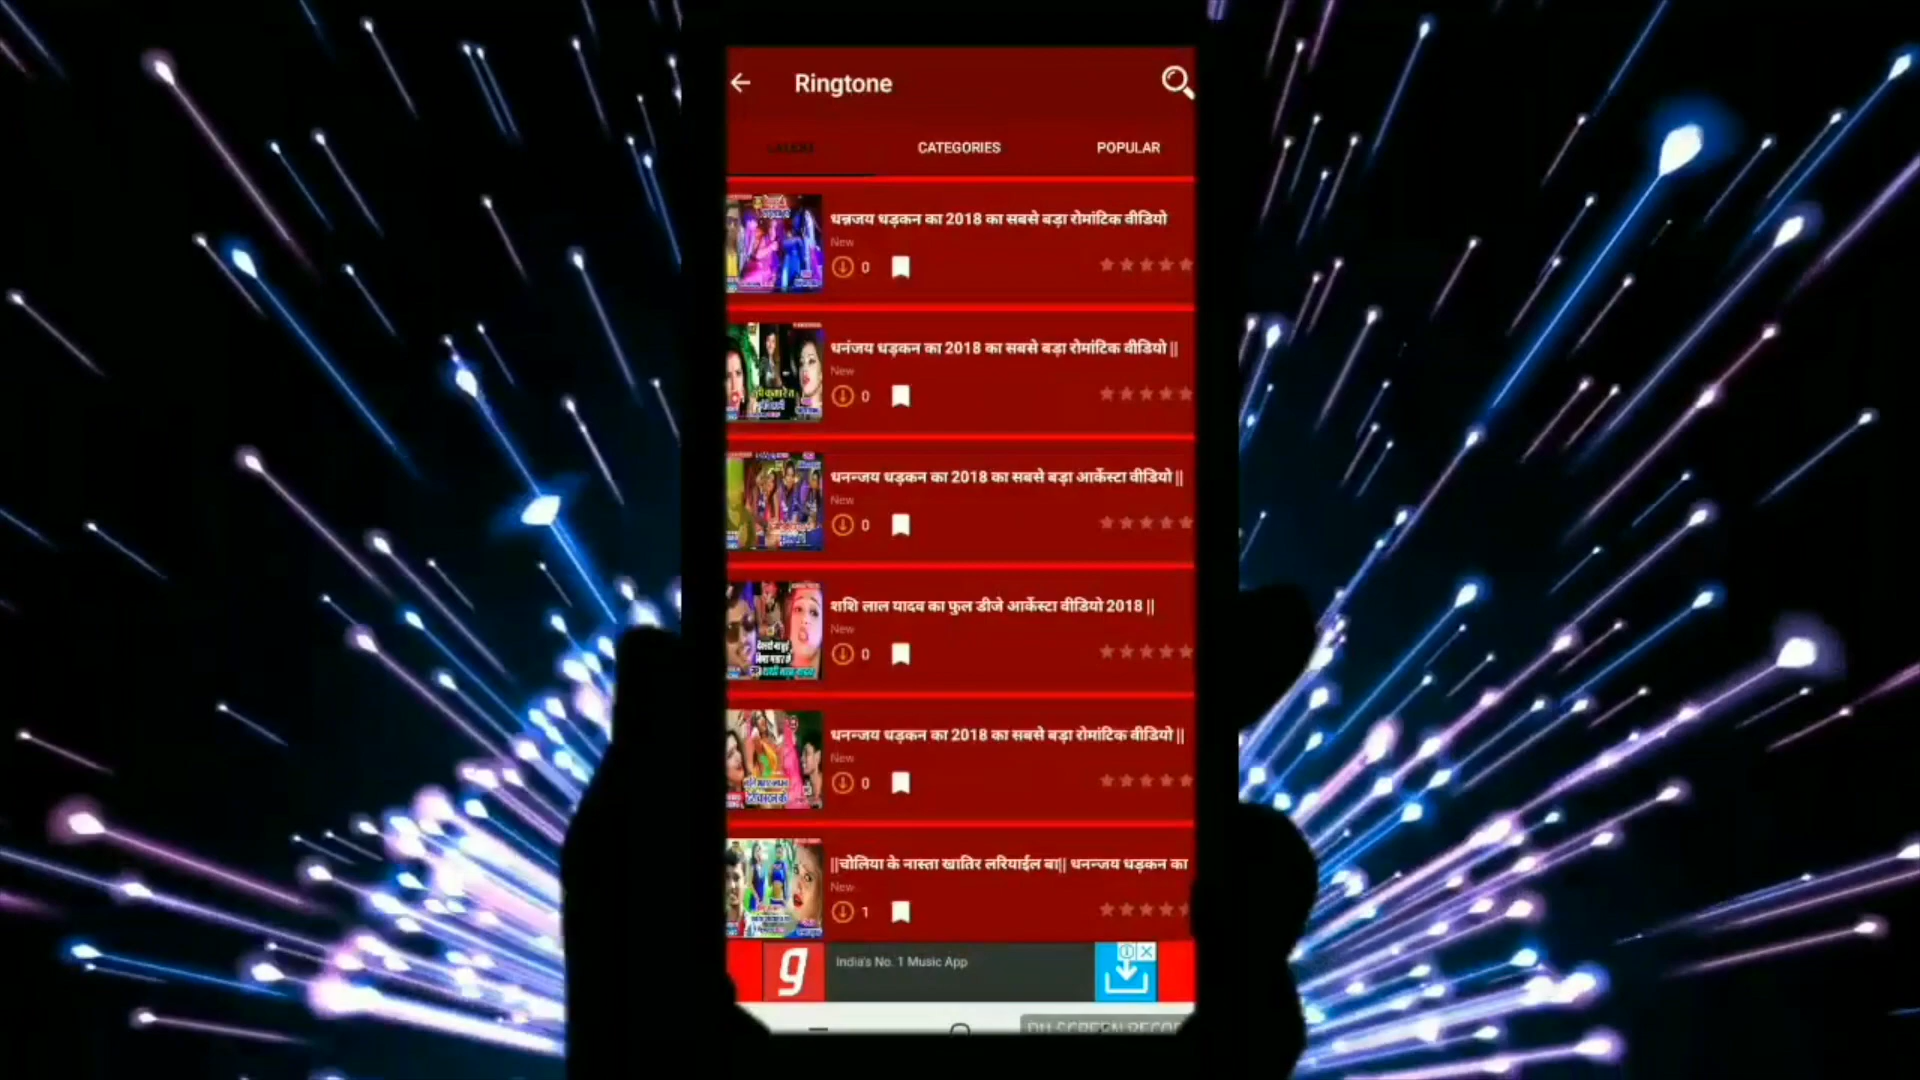 Ringtone
CATEGORIES
POPULAR
धन्नजय धड़कन का 2018 का सबसे बड़ा रोमांटिक वीडियो
New
0
धनंजय धड़कन का 2018 का सबसे बड़ा रोमांटिक वीडियो ||
New
0
धनन्जय धड़कन का 2018 का सबसे बड़ा आर्केस्टा वीडियो ||
New
0
शशि लाल यादव का फुल डीजे आर्केस्टा वीडियो 2018 ||
New
0
धनन्जय धड़कन का 2018 का सबसे बड़ा रोमांटिक वीडियो ||
New
0
||चोलिया के नास्ता खातिर लरियाईल बा|| धनन्जय धड़कन का
New
1
g
India's No. 1 Music App